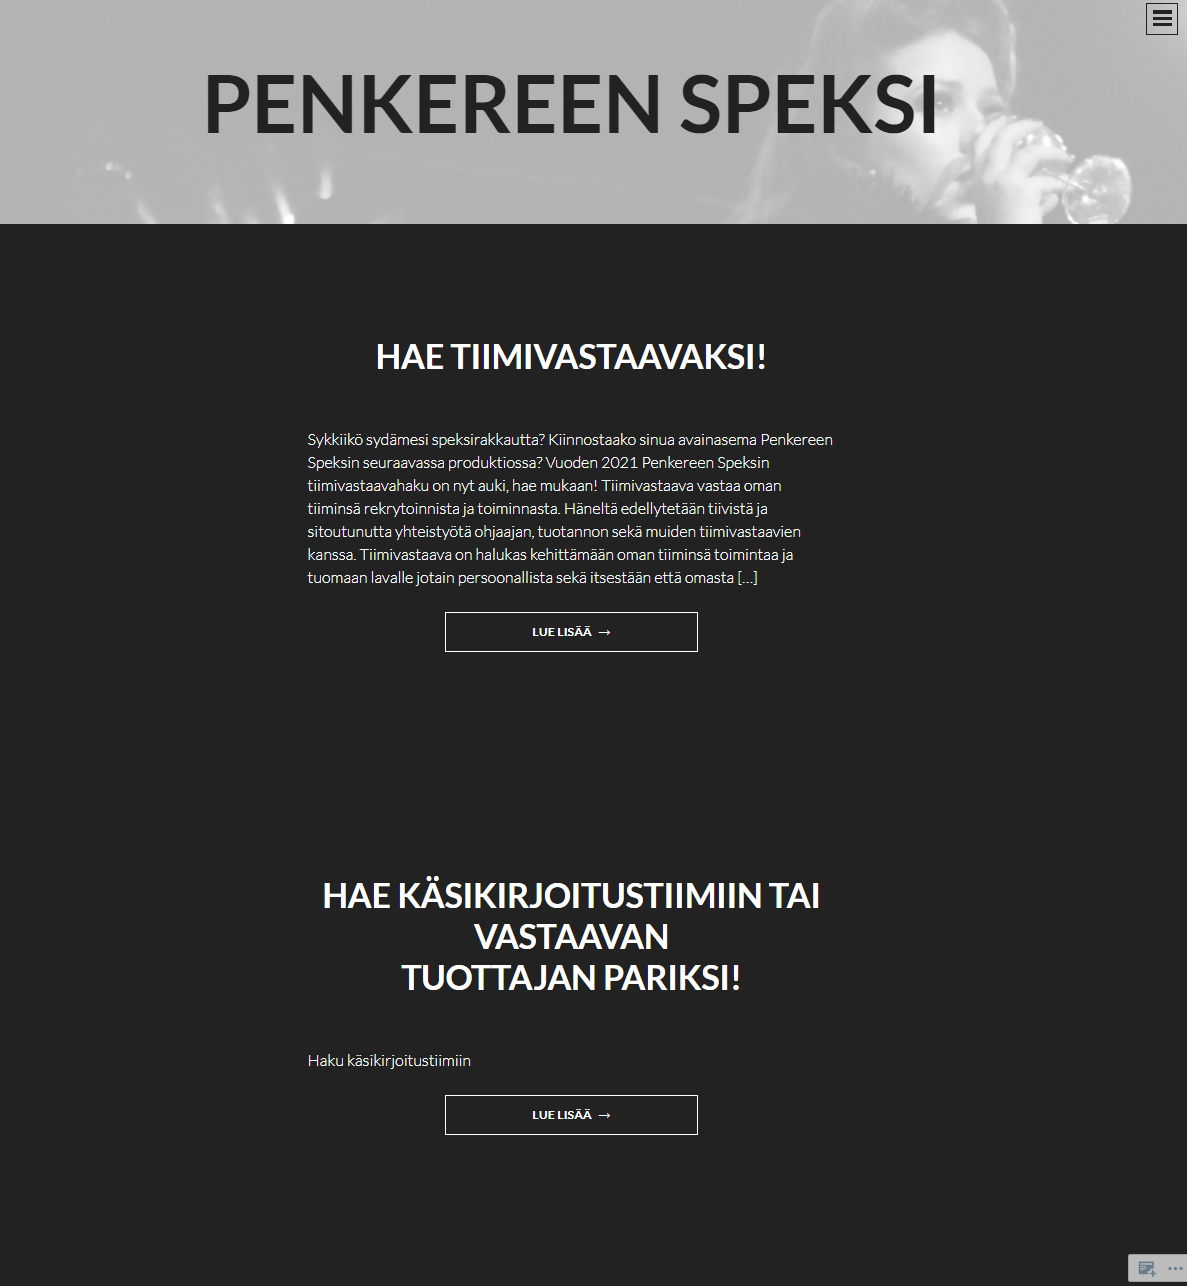 PENKEREEN SPEKSI
HAE TIIMIVASTAAVAKSI!
Sykkiikö sydämesi speksirakkautta? Kiinnostaako sinua avainasema Penkereen
Speksin seuraavassa produktiossa? Vuoden 2021 Penkereen Speksin
tiimivastaavahaku on nyt auki, hae mukaan! Tiimivastaava vastaa oman
tiiminsä rekrytoinnista ja toiminnasta. Häneltä edellytetään tiivistä ja
sitoutunutta yhteistyötä ohjaajan, tuotannon sekä muiden tiimivastaavien
kanssa. Tiimivastaava on halukas kehittämään oman tiiminsä toimintaa ja
tuomaan lavalle jotain persoonallista sekä itsestään että omasta [...]
LUE LISÄÄ →
HAE KÄSIKIRJOITUSTIIMIIN TAI
VASTAAVAN
TUOTTAJAN PARIKSI!
Haku käsikirjoitustiimiin
LUE LISÄÄ →